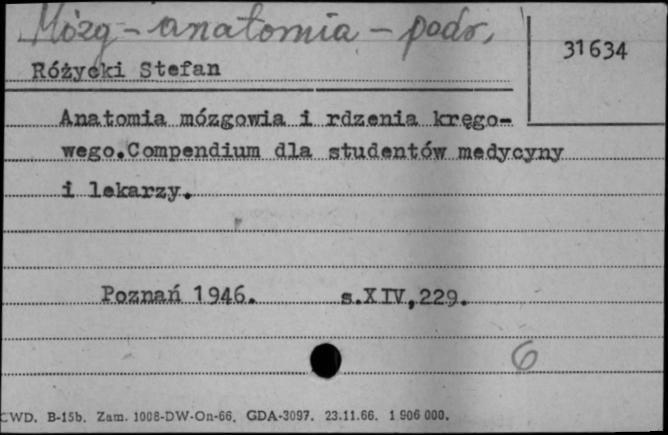 Mózg - anatomia - podr.
31634
Różycki Stefan
Anatomia mózgowia i rdzenia kręgo-
wego.Compendium dla studentów medycyny
i lekarzy.
Poznań 1946. s.XIV,229.
6
CWD. B-15b. Zam. 1008-DW-On-66. GDA-3097. 23.11.66. 1 906 000.